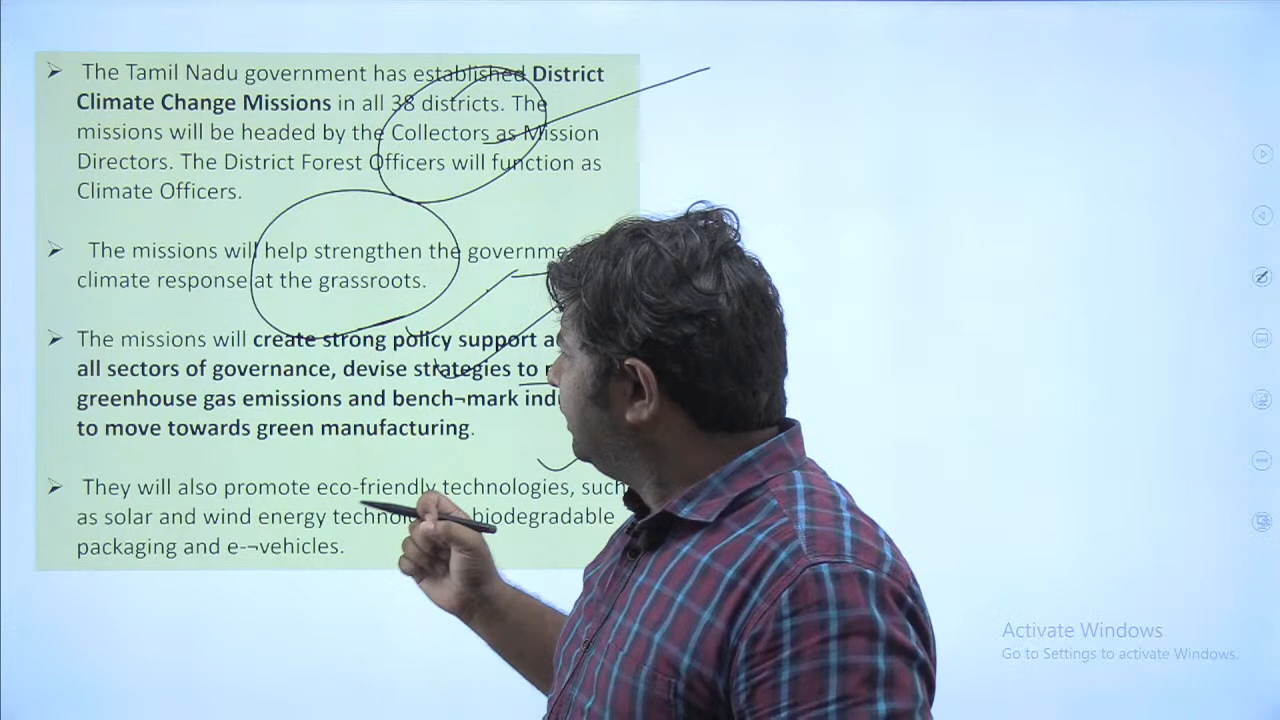 ➢ The Tamil Nadu government has established District
Climate Change Missions in all 38 districts. The
missions will be headed by the Collectors as Mission
Directors. The District Forest Officers will function as
Climate Officers.
➢ The missions will help strengthen the
climate response at the grassroots.
➢ The missions will create strong policy support
all sectors of governance, devise strategies to
greenhouse gas emissions and bench¬mark
to move towards green manufacturing.
➢ They will also promote eco-friendly technologies, such
as solar and wind energy biodegradable
packaging and e-¬vehicles.
Activate Windows
Go to Settings to activate Windows.